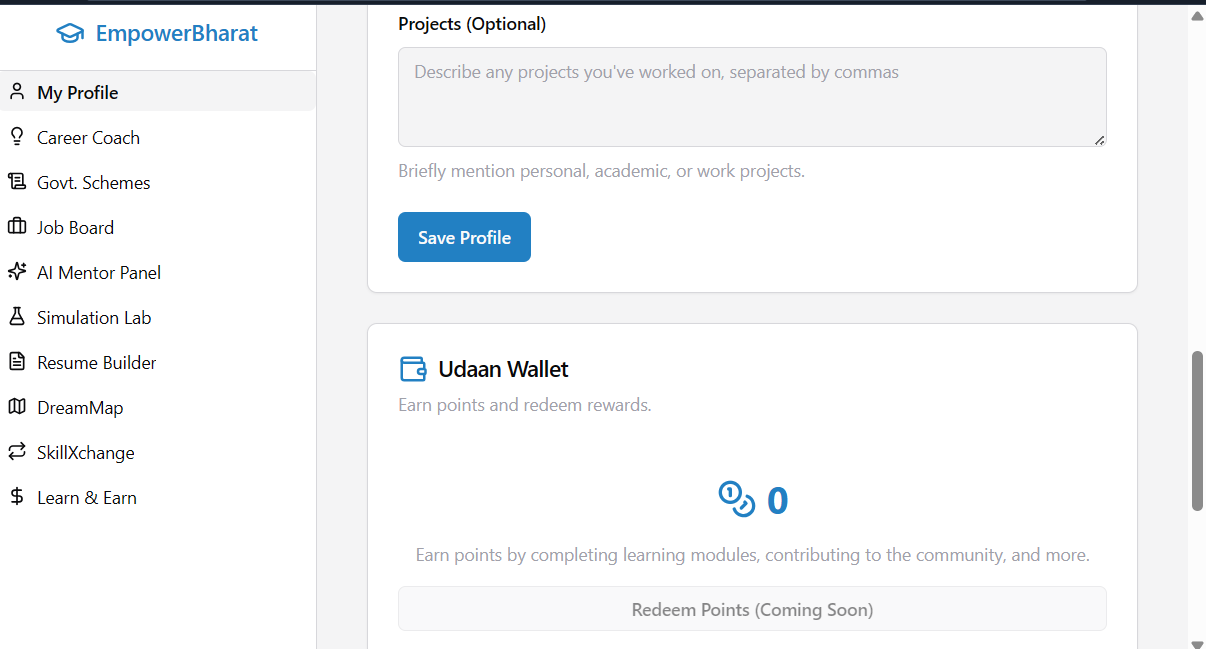 EmpowerBharat
My Profile
Career Coach
Govt. Schemes
Job Board
AI Mentor Panel
Simulation Lab
Resume Builder
DreamMap
SkillXchange
Learn & Earn
Projects (Optional)
Describe any projects you've worked on, separated by commas
Briefly mention personal, academic, or work projects.
Save Profile
Udaan Wallet
Earn points and redeem rewards.
0
Earn points by completing learning modules, contributing to the community, and more.
Redeem Points (Coming Soon)